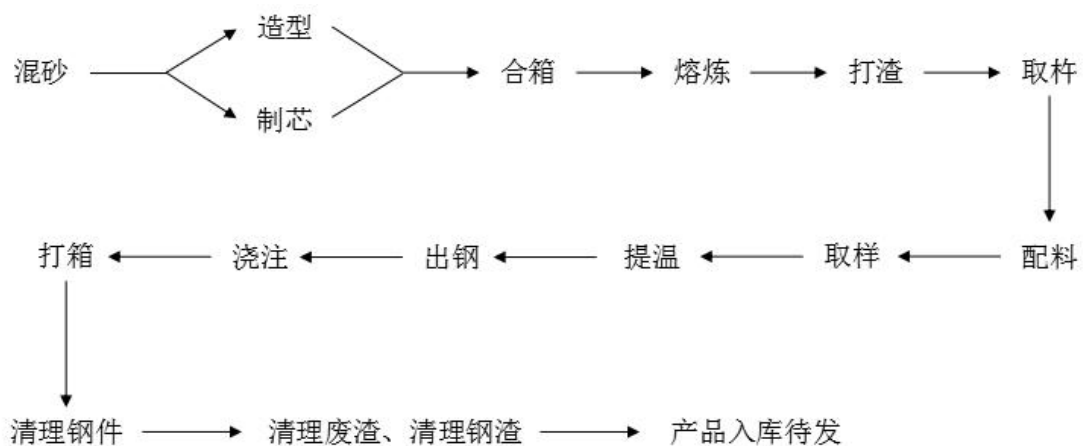 混砂
造型
制芯
合箱
熔炼
打渣
取杵
配料
取样
提温
出钢
浇注
打箱
清理钢件
清理废渣、清理钢渣
产品入库待发